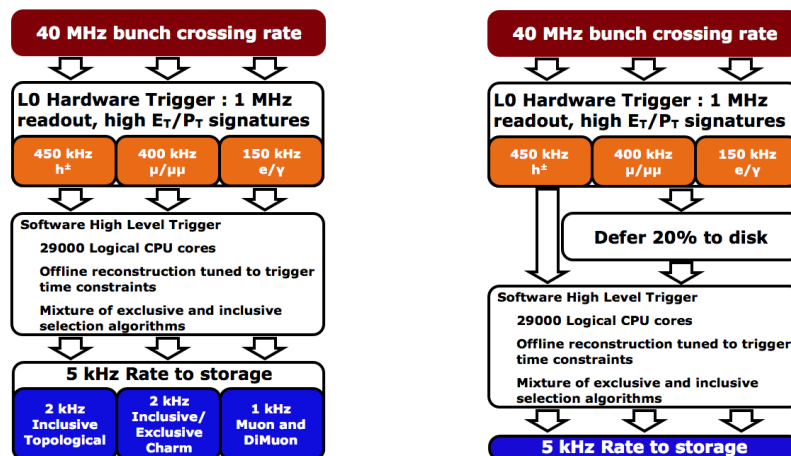 40 MHz bunch crossing rate
L0 Hardware Trigger : 1 MHz
readout, high ET/PT signatures
450 kHz
h±
400 kHz
μ/μμ
150 kHz
e/γ
Software High Level Trigger
29000 Logical CPU cores
Offline reconstruction tuned to trigger
time constraints
Mixture of exclusive and inclusive
selection algorithms
5 kHz Rate to storage
2 kHz
Inclusive
Topological
2 kHz
Inclusive/
Exclusive
Charm
1 kHz
Muon and
DiMuon
40 MHz bunch crossing rate
L0 Hardware Trigger : 1 MHz
readout, high ET/PT signatures
450 kHz
h±
400 kHz
μ/μμ
150 kHz
e/γ
Defer 20% to disk
Software High Level Trigger
29000 Logical CPU cores
Offline reconstruction tuned to trigger
time constraints
Mixture of exclusive and inclusive
selection algorithms
5 kHz Rate to storage